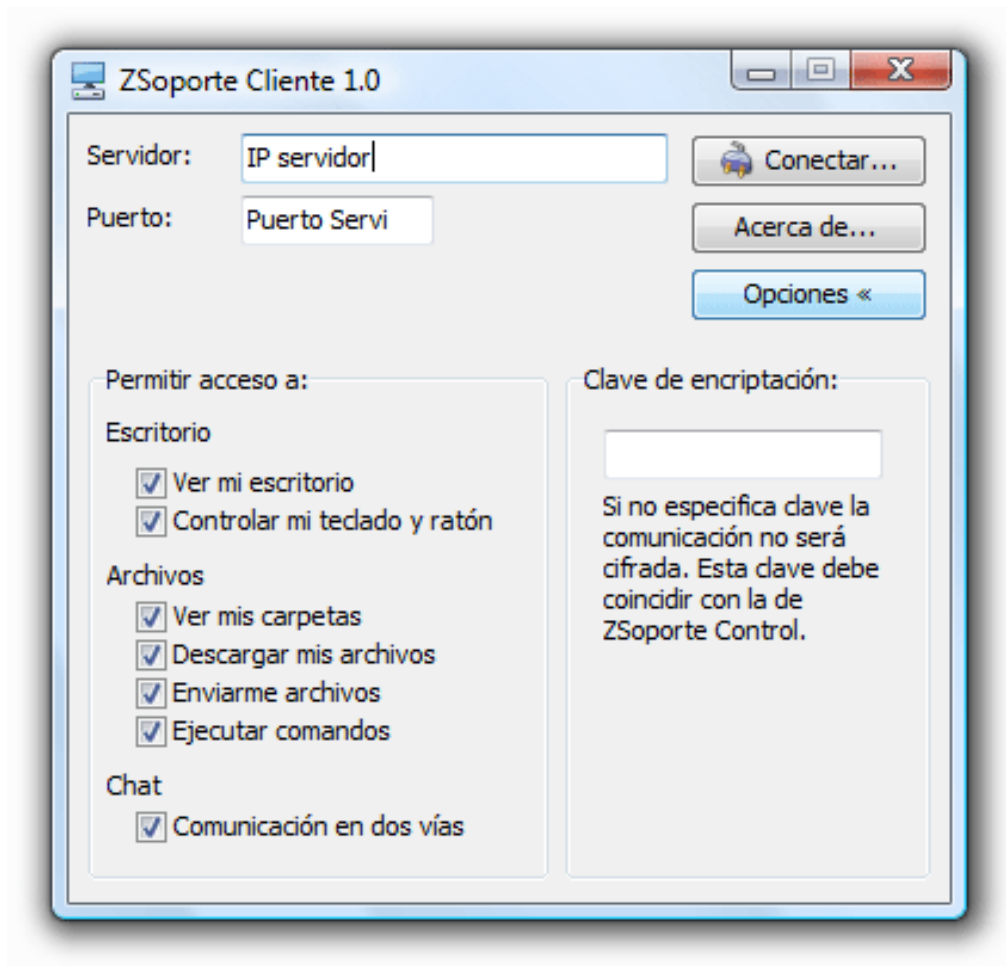 ZSoporte Cliente 1.0
Servidor: IP servidor
Conectar...
Puerto: Puerto Servi
Acerca de...
Opciones «
Permitir acceso a:
Escritorio
Ver mi escritorio
Controlar mi teclado y ratón
Archivos
Ver mis carpetas
Descargar mis archivos
Enviarme archivos
Ejecutar comandos
Chat
Comunicación en dos vías
Clave de encriptación:
Si no especifica clave la
comunicación no será
cifrada. Esta clave debe
coincidir con la de
ZSoporte Control.